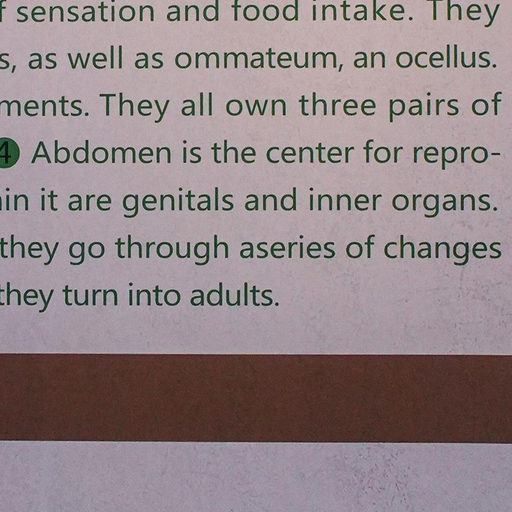 f sensation and food intake. They
s, as well as ommateum, an ocellus.
ments. They all own three pairs of
4 Abdomen is the center for repro-
in it are genitals and inner organs.
they go through aseries of changes
they turn into adults.